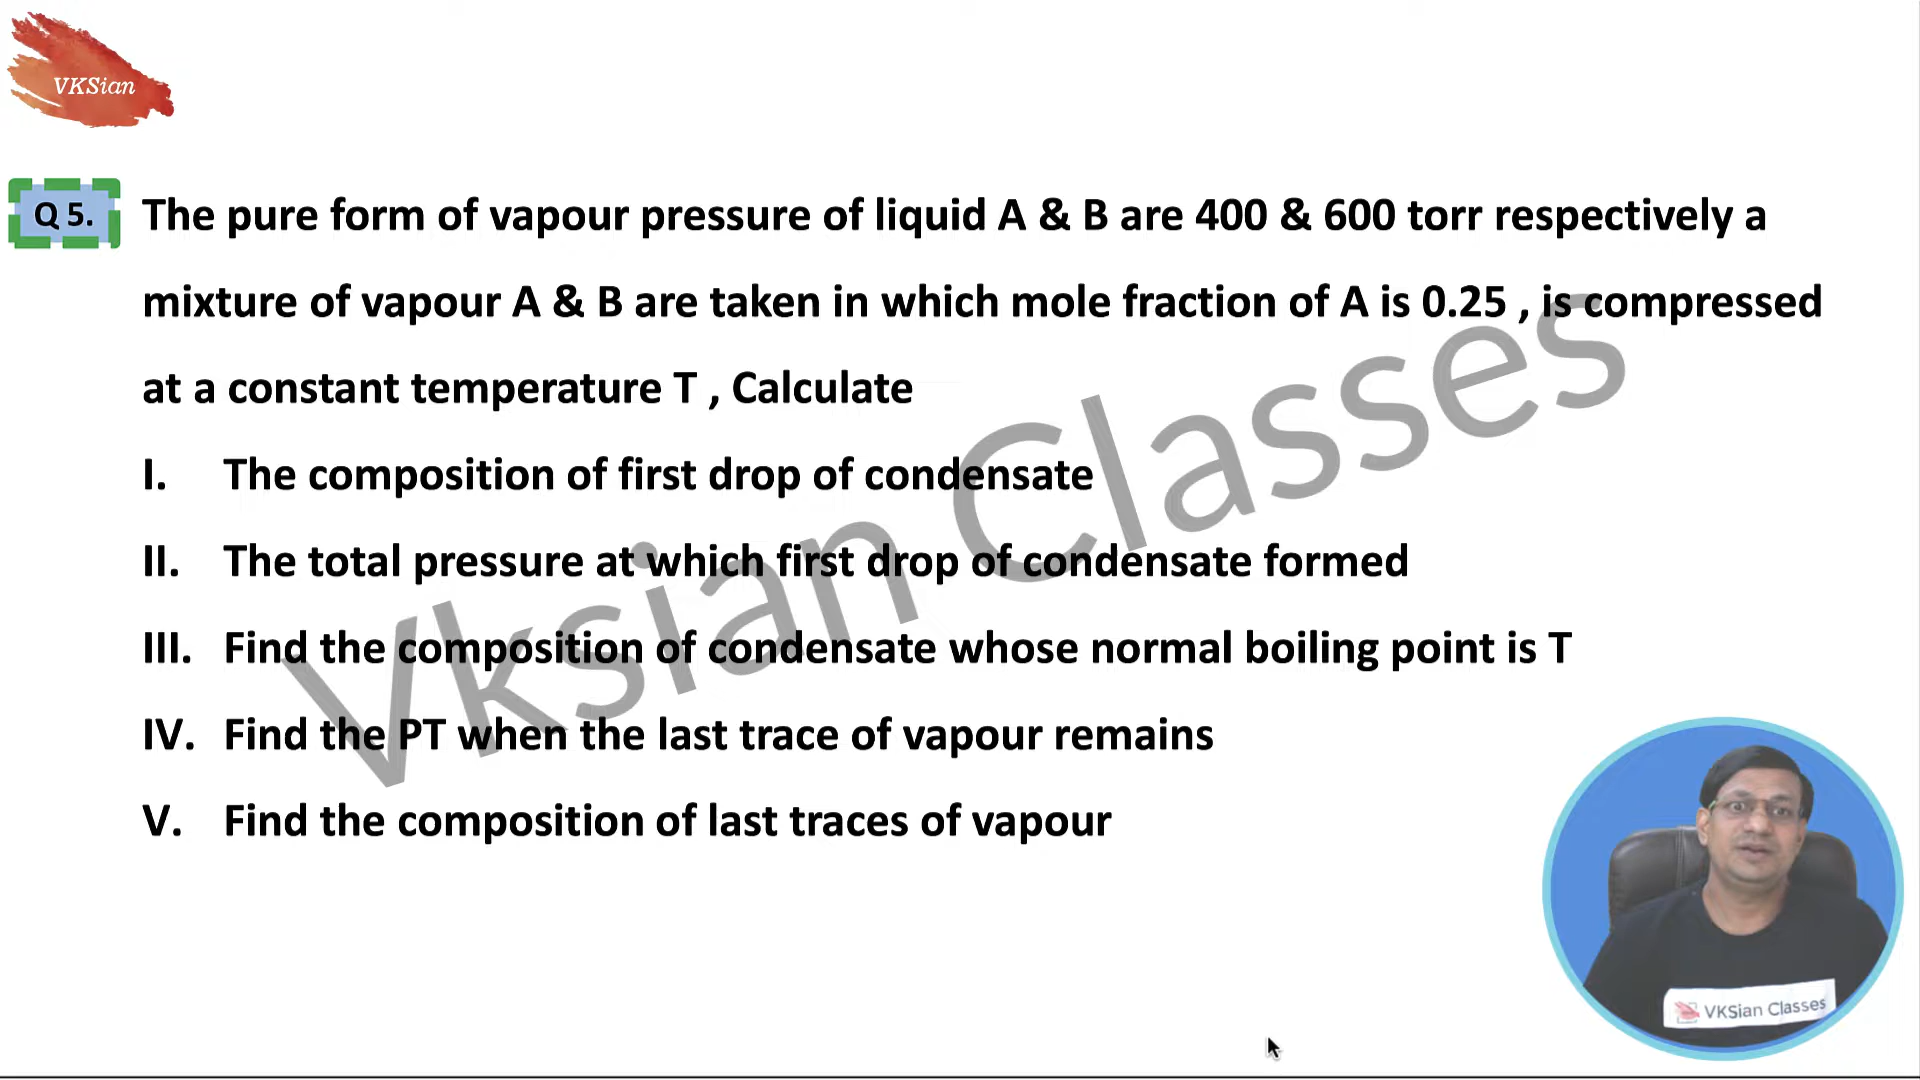 VKSian
Q 5.
The pure form of vapour pressure of liquid A & B are 400 & 600 torr respectively a
mixture of vapour A & B are taken in which mole fraction of A is 0.25 , is compressed
at a constant temperature T , Calculate
I. The composition of first drop of condensate
II. The total pressure at which first drop of condensate formed
III. Find the composition of condensate whose normal boiling point is T
IV. Find the PT when the last trace of vapour remains
V. Find the composition of last traces of vapour
Vksian Classes
VKSian Classes